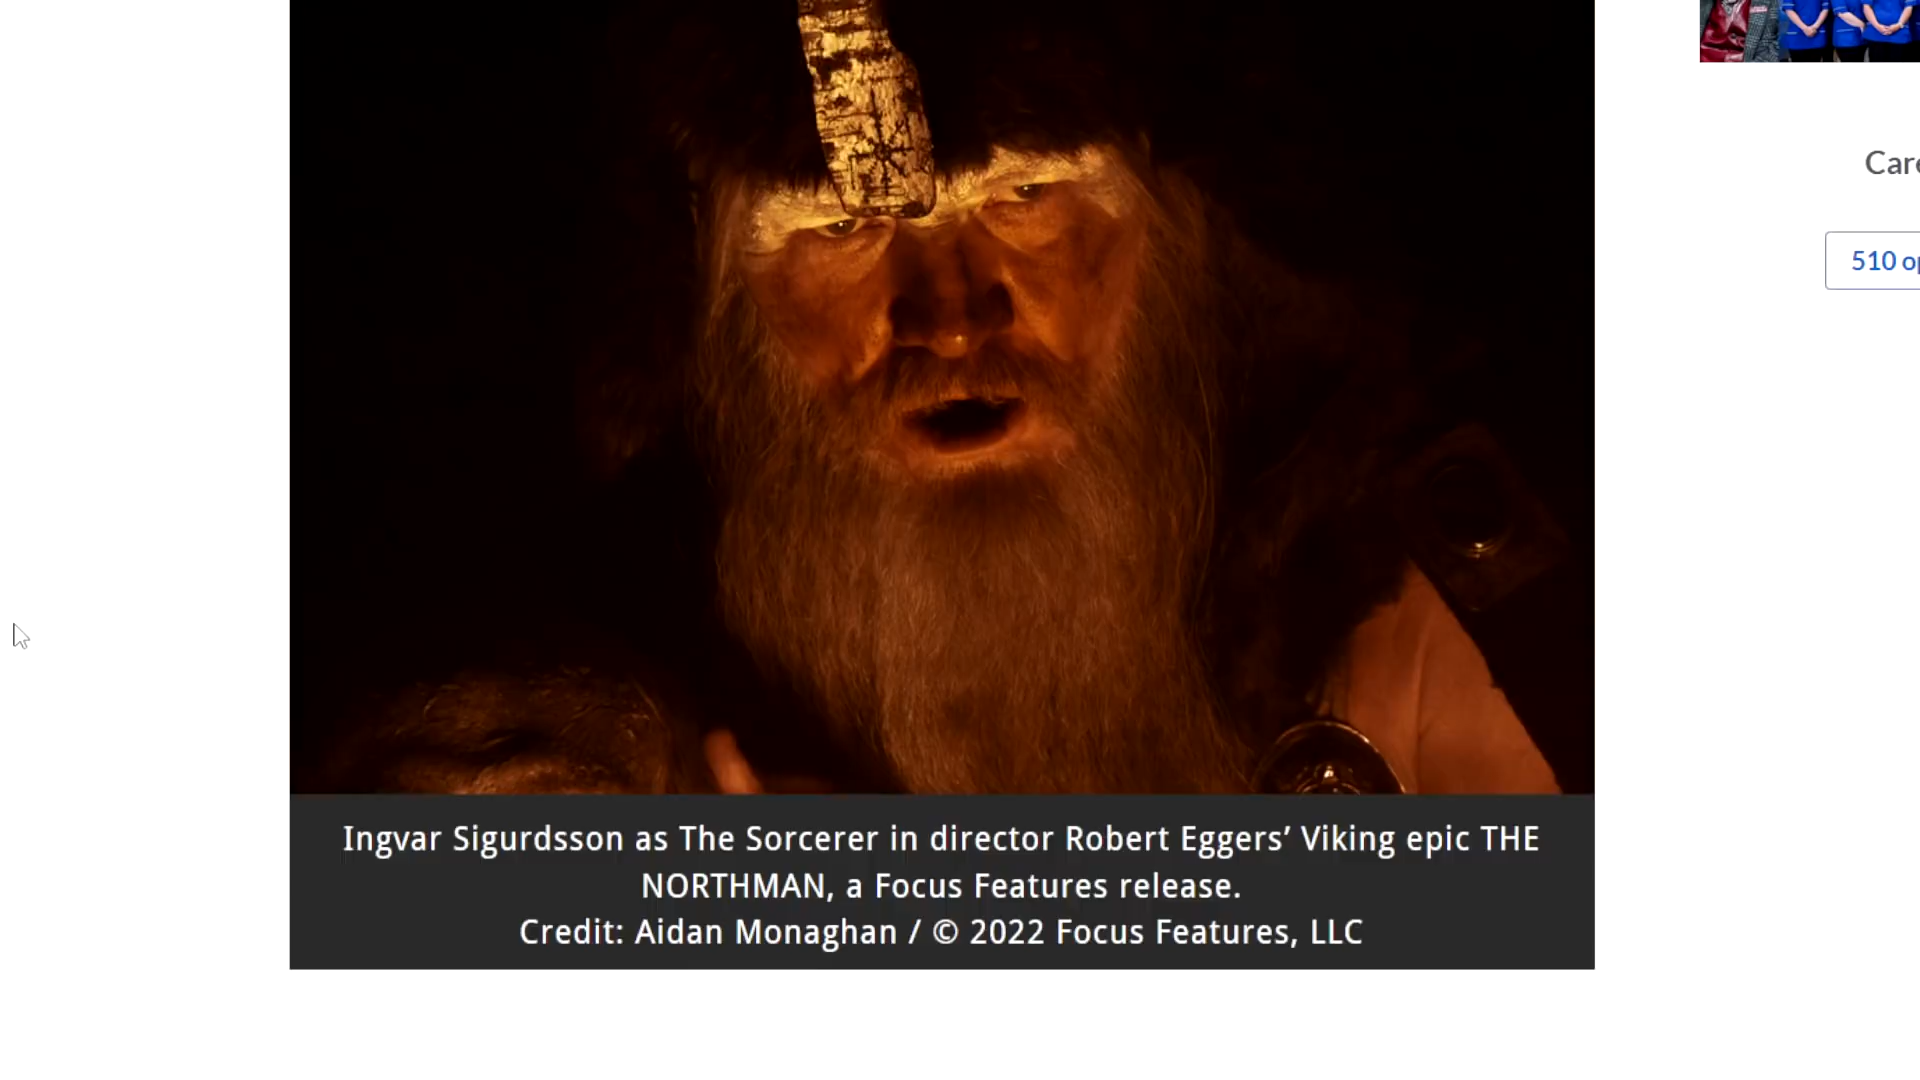 Ingvar Sigurdsson as The Sorcerer in director Robert Eggers’ Viking epic THE
NORTHMAN, a Focus Features release.
Credit: Aidan Monaghan / © 2022 Focus Features, LLC
510